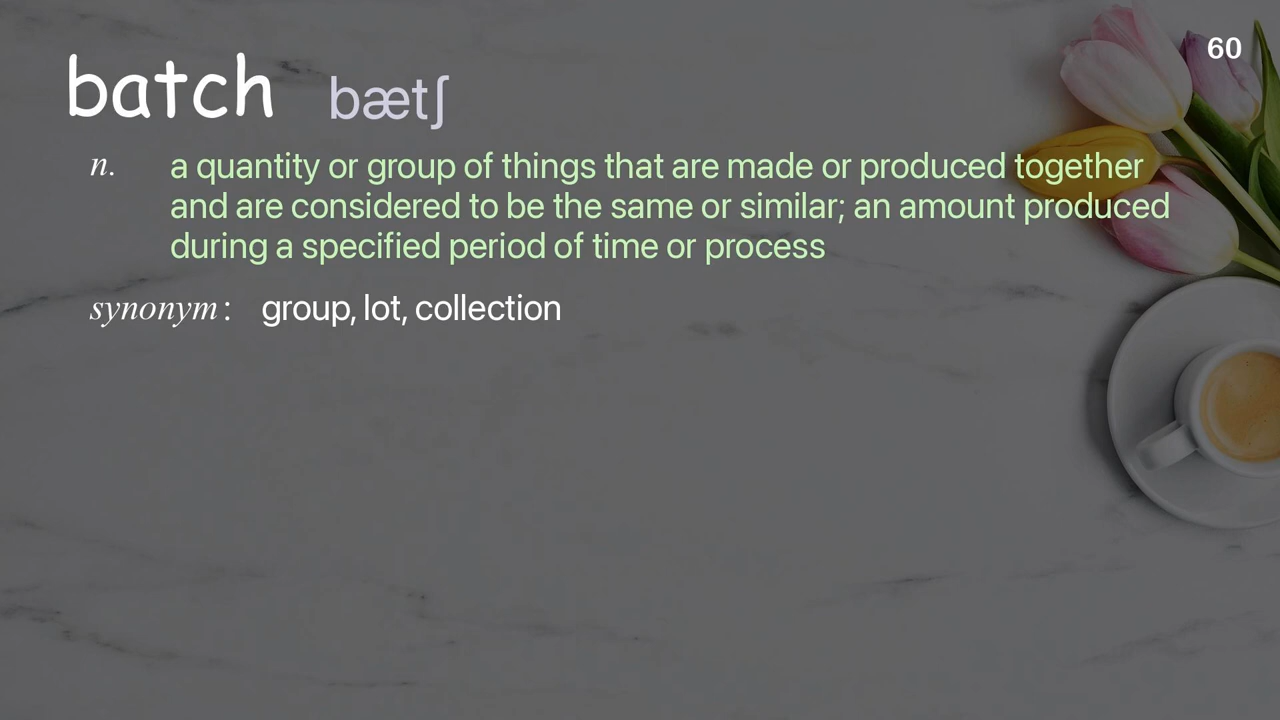 60
batch bætʃ
n. a quantity or group of things that are made or produced together
and are considered to be the same or similar; an amount produced
during a specified period of time or process
synonym: group, lot, collection